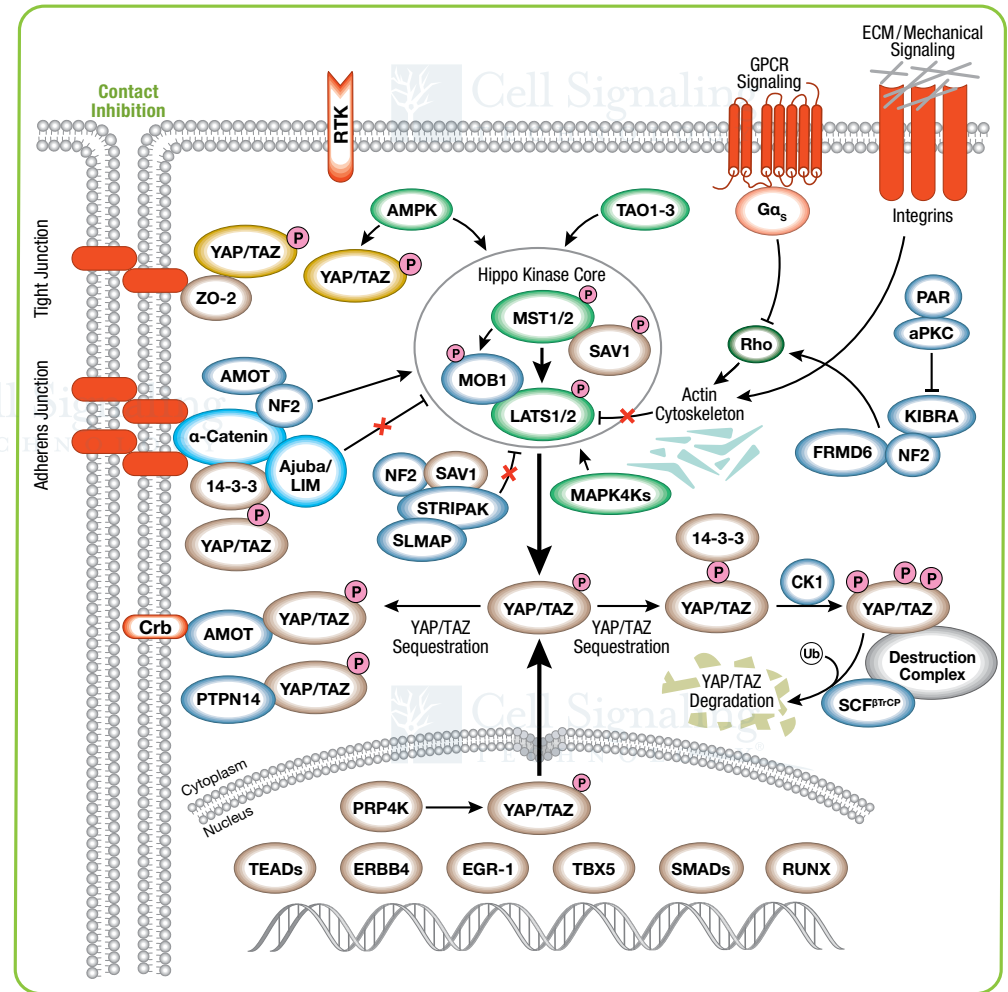 ECM/Mechanical
Signaling
GPCR
Signaling
Cell Signaling
Contact
Inhibition
RTK
AMPK
TAO1-3
Gαs
Integrins
Tight Junction
YAP/TAZ
P
ZO-2
YAP/TAZ
P
Hippo Kinase Core
MST1/2
P
SAV1
P
MOB1
P
LATS1/2
P
Rho
PAR
aPKC
Actin
Cytoskeleton
KIBRA
FRMD6
NF2
Adherens Junction
AMOT
NF2
α-Catenin
Ajuba/
LIM
14-3-3
P
YAP/TAZ
NF2
SAV1
STRIPAK
SLMAP
MAPK4Ks
14-3-3
P
YAP/TAZ
CK1
P
P
P
YAP/TAZ
YAP/TAZ
P
YAP/TAZ
Sequestration
YAP/TAZ
Sequestration
Crb
AMOT
YAP/TAZ
P
PTPN14
YAP/TAZ
P
Ub
Destruction
Complex
SCFβTrCP
YAP/TAZ
Degradation
Cell Signaling
TECHNOLOGY®
Cytoplasm
Nucleus
PRP4K
YAP/TAZ
P
TEADs
ERBB4
EGR-1
TBX5
SMADs
RUNX